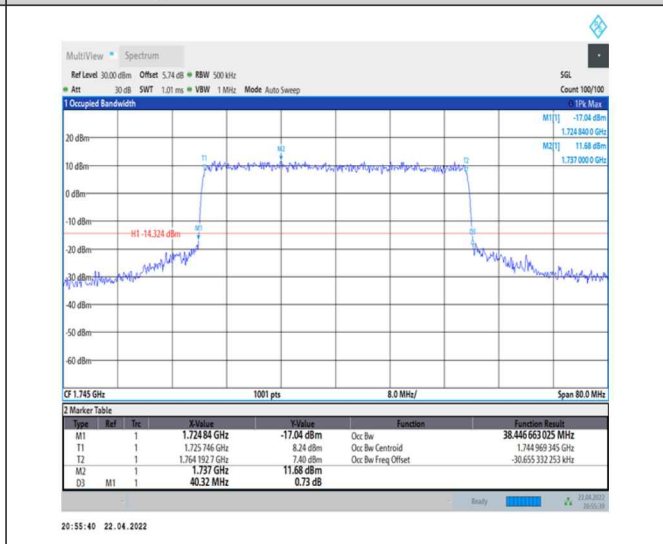 MultiView Spectrum
Ref Level 30.00 dBm Offset 5.74 dB RBW 500 kHz SGL
Att 30 dB SWT 1.01 ms VBW 1 MHz Mode Auto Sweep Count 100/100
1 Occupied Bandwidth 1Pk Max
M1[1] -17.04 dBm
1.724 840 0 GHz
M2[1] 11.68 dBm
1.737 000 0 GHz
20 dBm
M2
T1 T2
10 dBm
0 dBm
-10 dBm
M1
H1 -14.324 dBm
-20 dBm
-30 dBm
-40 dBm
-50 dBm
-60 dBm
CF 1.745 GHz 1001 pts 8.0 MHz/ Span 80.0 MHz
2 Marker Table
Type Ref Trc X-Value Y-Value Function Function Result
M1 1 1.724 84 GHz -17.04 dBm Occ Bw 38.446 663 025 MHz
T1 1 1.725 746 GHz 8.24 dBm Occ Bw Centroid 1.744 969 345 GHz
T2 1 1.764 192 7 GHz 7.40 dBm Occ Bw Freq Offset -30.655 332 253 kHz
M2 1 1.737 GHz 11.68 dBm
D3 M1 1 40.32 MHz 0.73 dB
Ready 22.04.2022
20:55:39
20:55:40 22.04.2022